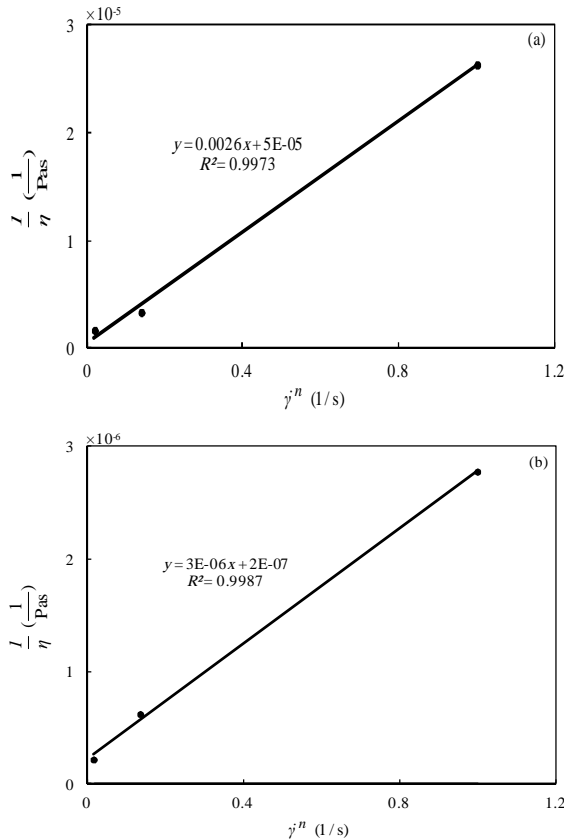 ×10-5
(a)
3
2
1
0
y=0.0026x+5E-05
R²=0.9973
1/η (1/Pas)
0 0.4 0.8 1.2
γ̇ⁿ (1/s)
×10-6
(b)
3
2
1
0
y=3E-06x+2E-07
R²=0.9987
1/η (1/Pas)
0 0.4 0.8 1.2
γ̇ⁿ (1/s)